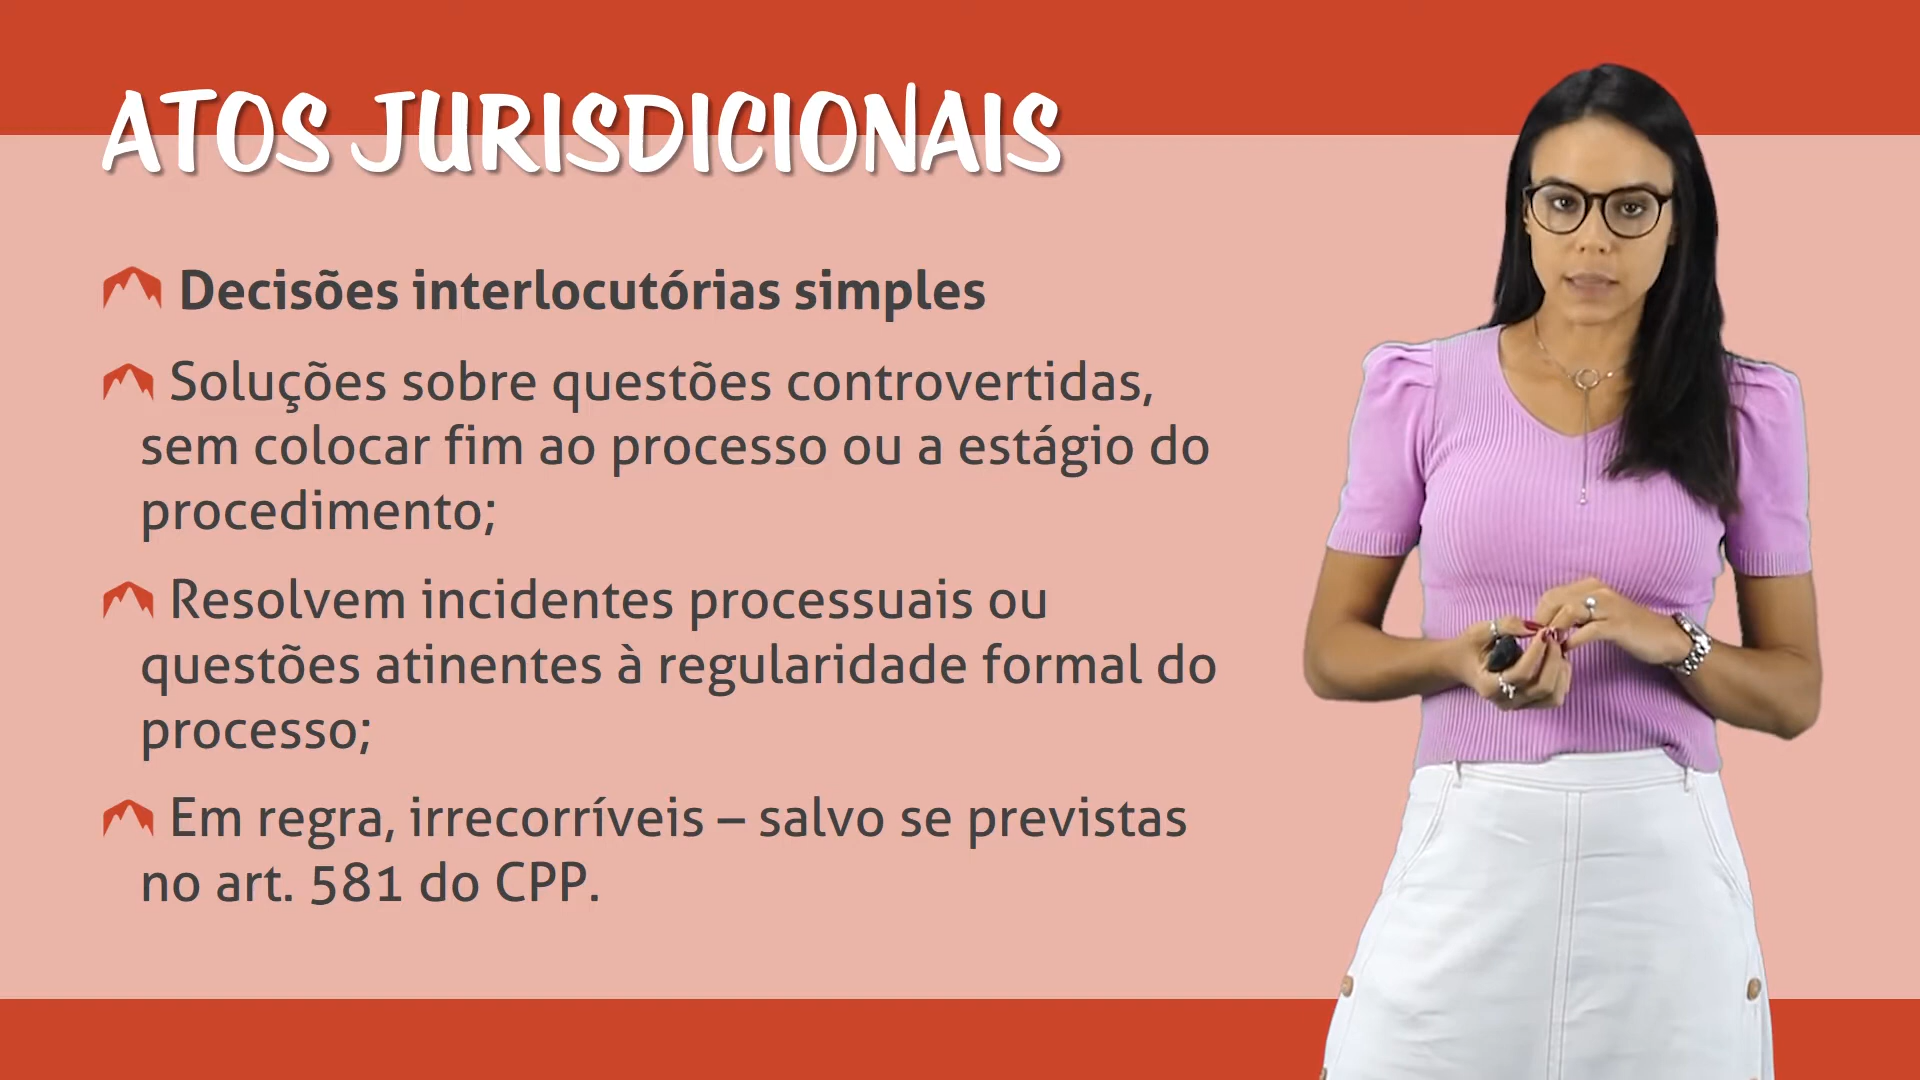 ATOS JURISDICIONAIS
Decisões interlocutórias simples
Soluções sobre questões controvertidas,
sem colocar fim ao processo ou a estágio do
procedimento;
Resolvem incidentes processuais ou
questões atinentes à regularidade formal do
processo;
Em regra, irrecorríveis – salvo se previstas
no art. 581 do CPP.